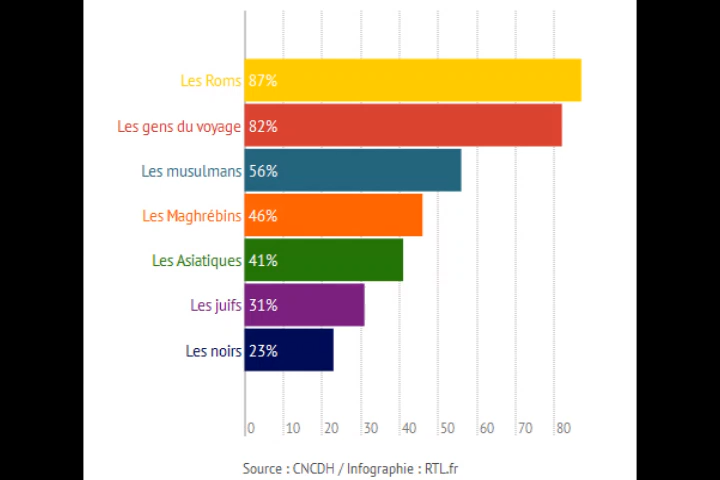 Les Roms 87%
Les gens du voyage 82%
Les musulmans 56%
Les Maghrébins 46%
Les Asiatiques 41%
Les juifs 31%
Les noirs 23%
0 10 20 30 40 50 60 70 80
Source : CNCDH / Infographie : RTL.fr